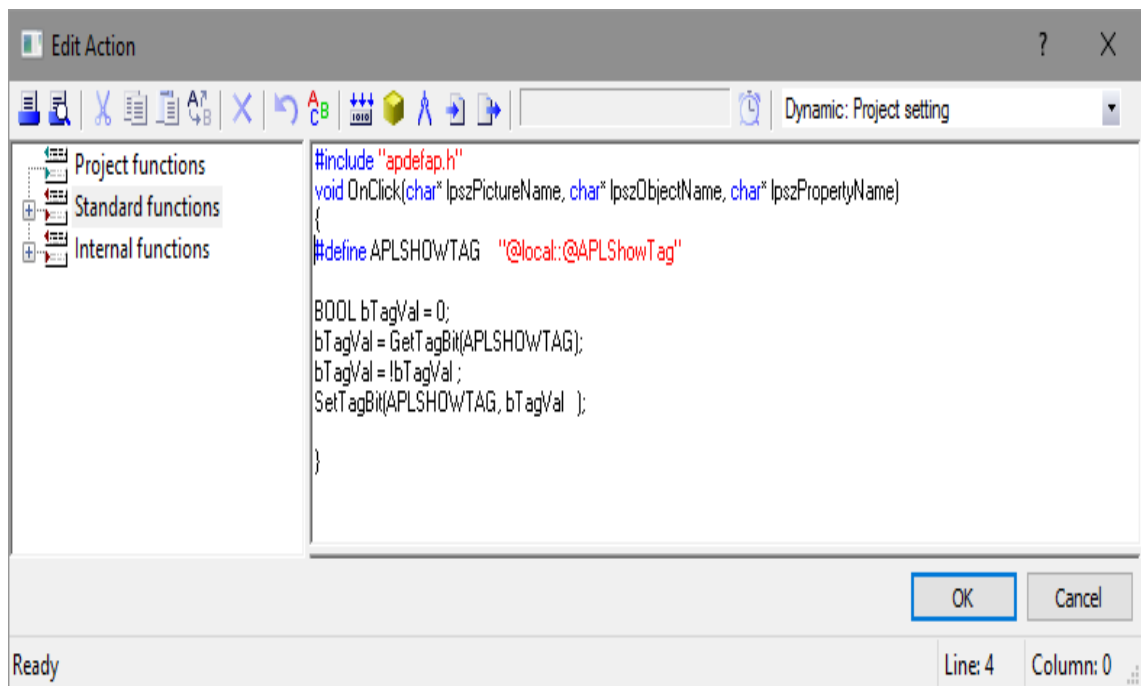 Edit Action
Dynamic: Project setting
Project functions
Standard functions
Internal functions
#include "apdefap.h"
void OnClick(char* lpszPictureName, char* lpszObjectName, char* lpszPropertyName)
{
#define APLSHOWTAG    "@local::@APLShowTag"
BOOL bTagVal = 0;
bTagVal = GetTagBit(APLSHOWTAG);
bTagVal = !bTagVal ;
SetTagBit(APLSHOWTAG, bTagVal   );
}
OK
Cancel
Ready
Line: 4
Column: 0